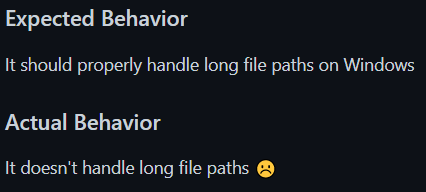 Expected Behavior
It should properly handle long file paths on Windows
Actual Behavior
It doesn't handle long file paths ☹️